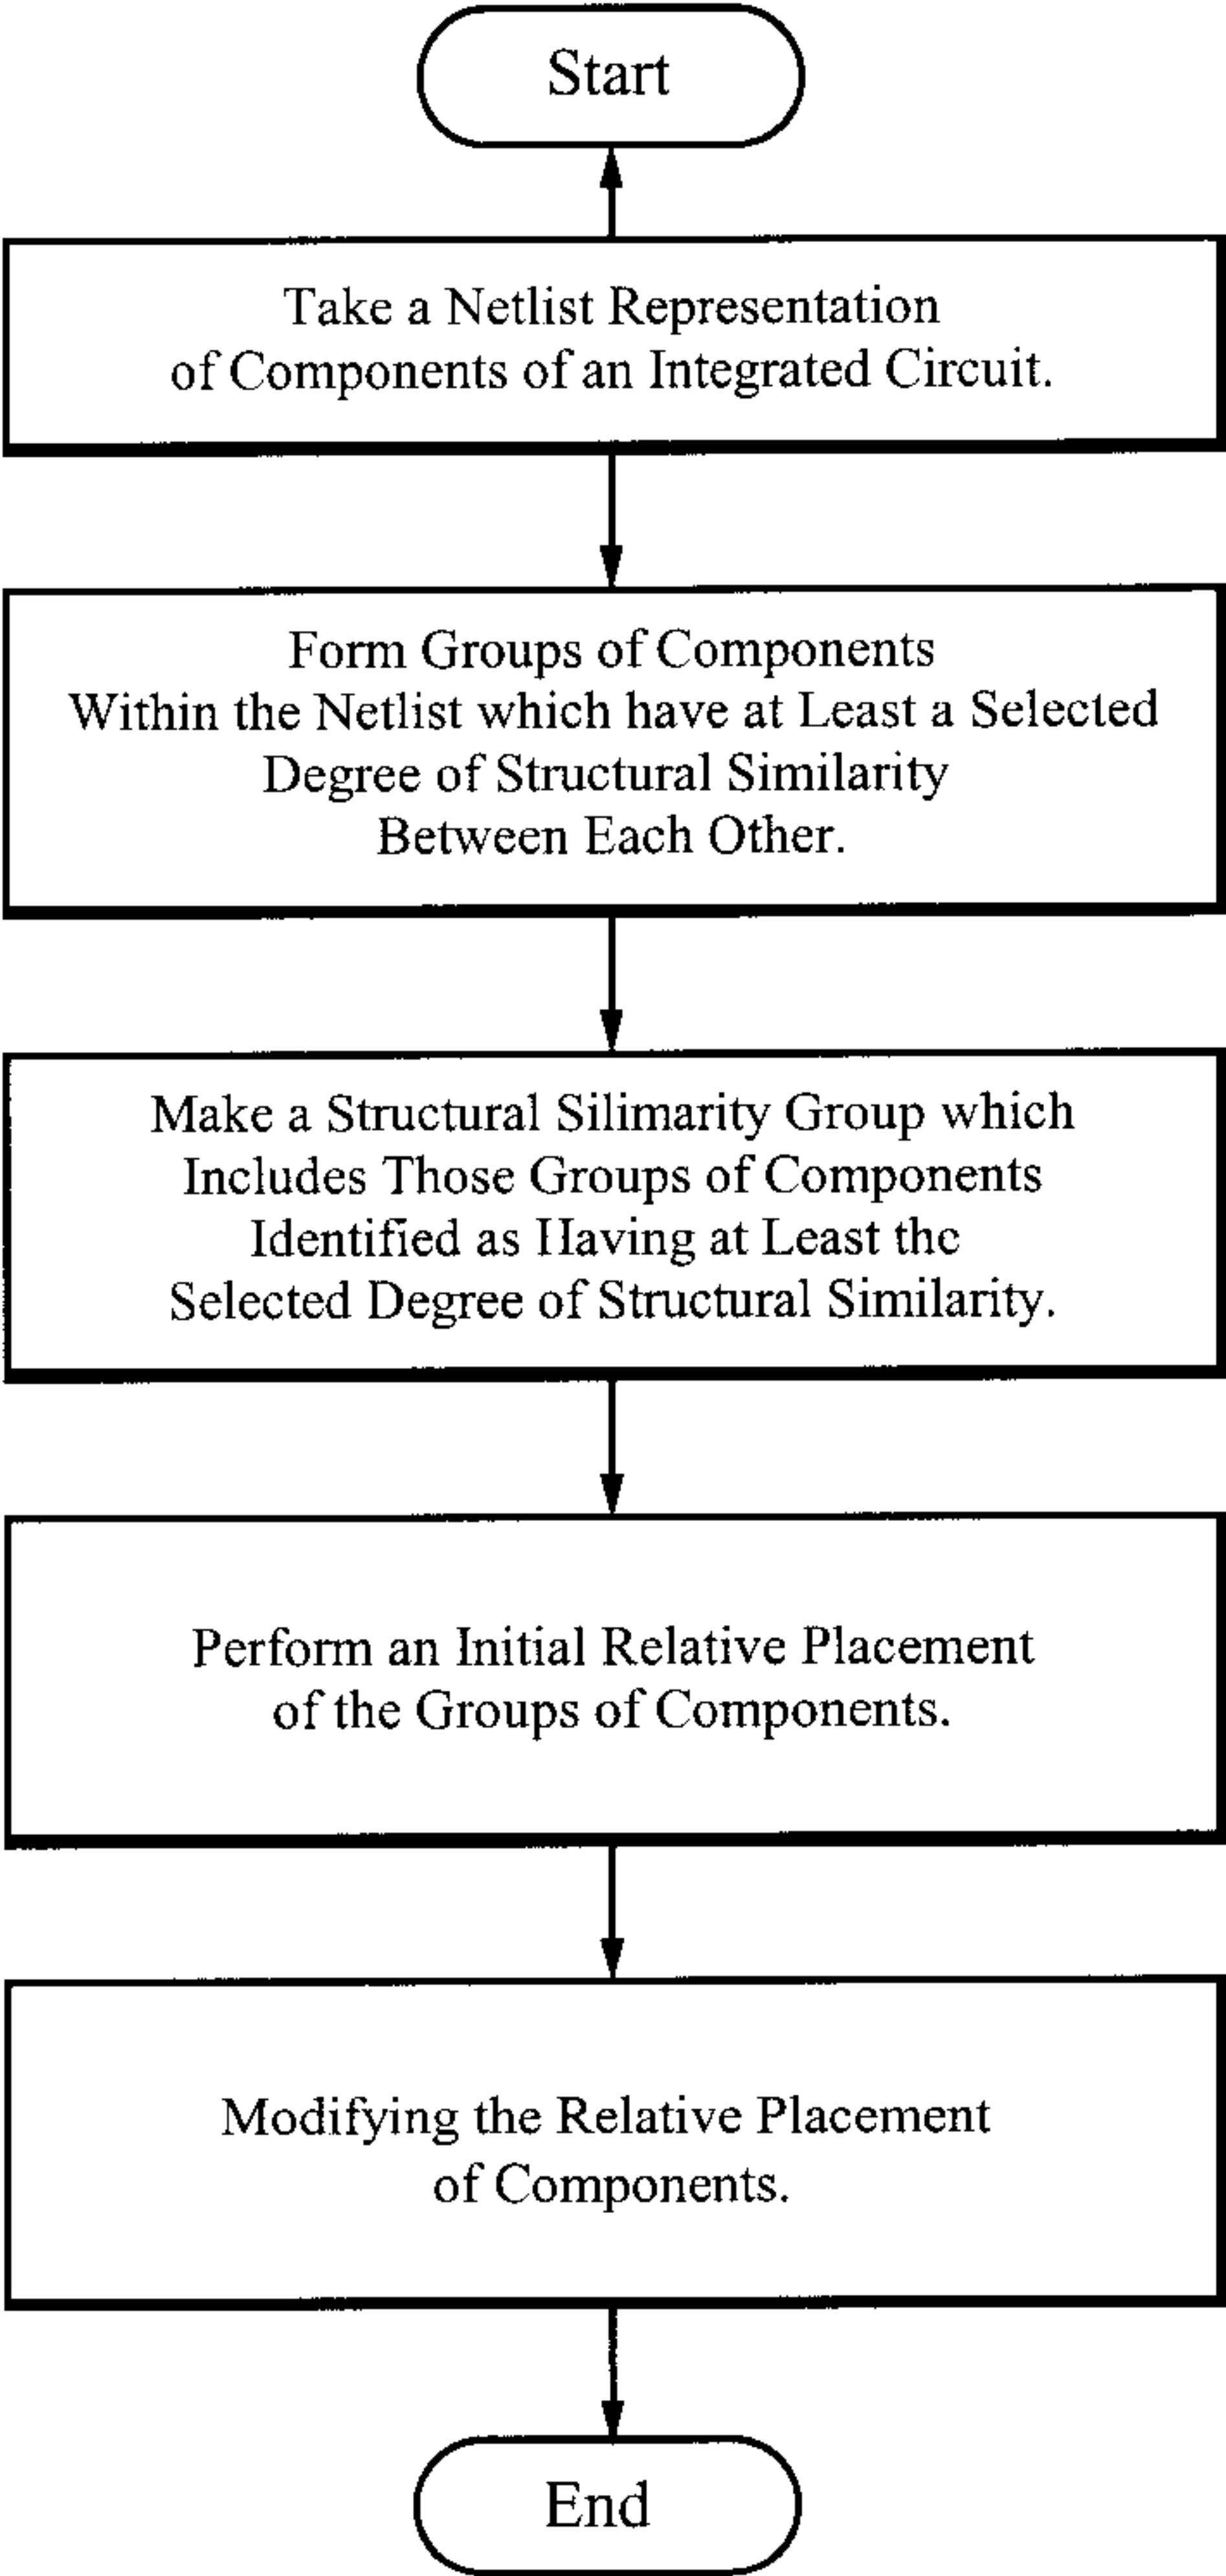 Start
Take a Netlist Representation
of Components of an Integrated Circuit.
Form Groups of Components
Within the Netlist which have at Least a Selected
Degree of Structural Similarity
Between Each Other.
Make a Structural Silimarity Group which
Includes Those Groups of Components
Identified as Having at Least the
Selected Degree of Structural Similarity.
Perform an Initial Relative Placement
of the Groups of Components.
Modifying the Relative Placement
of Components.
End